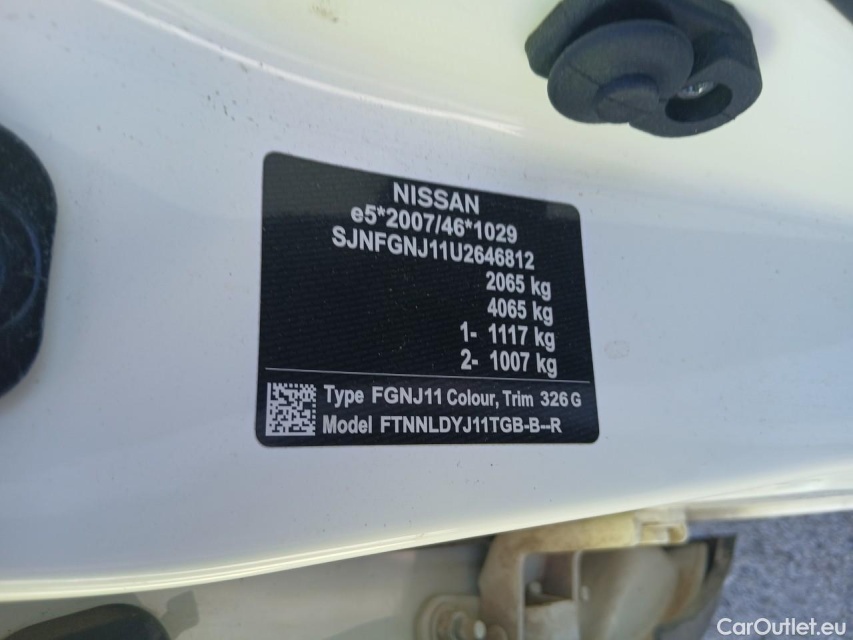 NISSAN
e5*2007/46*1029
SJNFGNJ11U2646812
2065 kg
4065 kg
1- 1117 kg
2- 1007 kg
Type FGNJ11 Colour, Trim 326 G
Model FTNNLDYJ11TGB-B--R
CarOutlet.eu